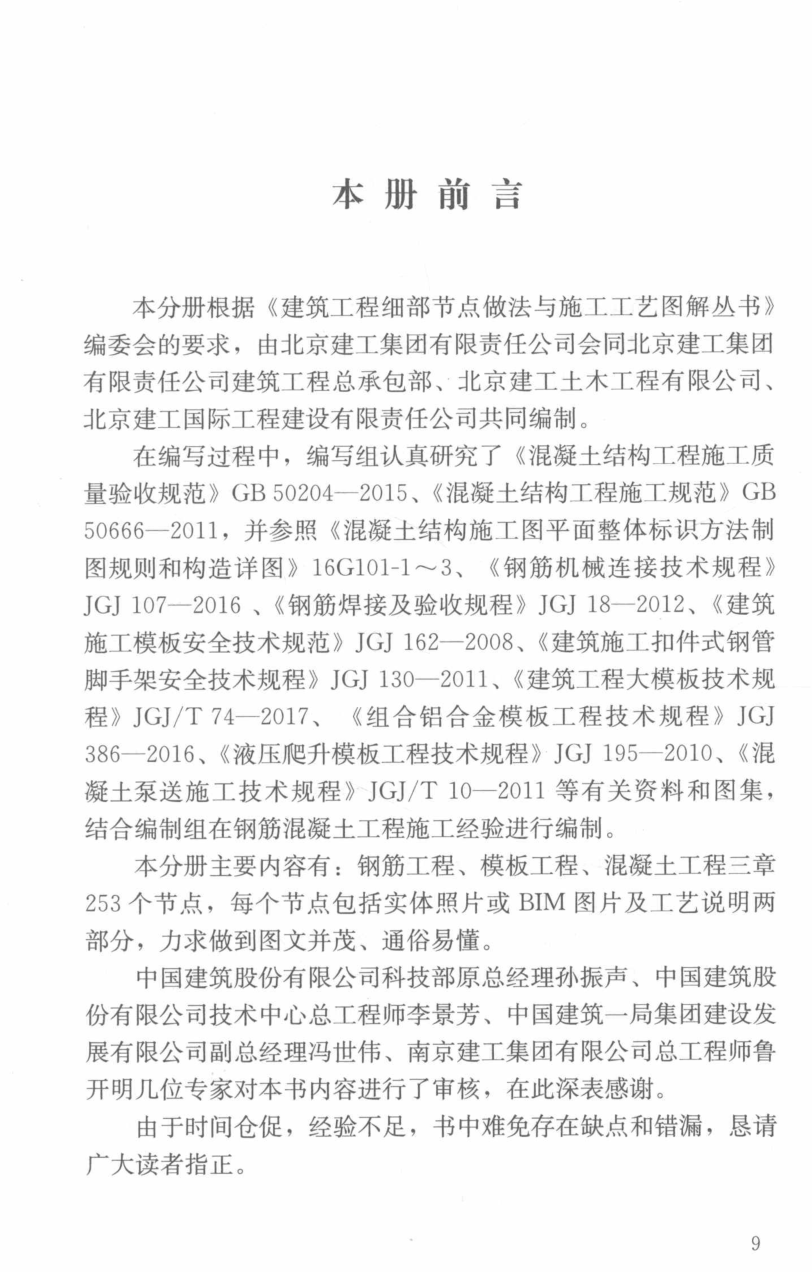 本册前言
本分册根据《建筑工程细部节点做法与施工工艺图解丛书》
编委会的要求，由北京建工集团有限责任公司会同北京建工集团
有限责任公司建筑工程总承包部、北京建工土木工程有限公司、
北京建工国际工程建设有限责任公司共同编制。
在编写过程中，编写组认真研究了《混凝土结构工程施工质
量验收规范》GB 50204—2015、《混凝土结构工程施工规范》GB
50666—2011，并参照《混凝土结构施工图平面整体标识方法制
图规则和构造详图》16G101-1～3、《钢筋机械连接技术规程》
JGJ 107—2016 、《钢筋焊接及验收规程》JGJ 18—2012、《建筑
施工模板安全技术规范》JGJ 162—2008、《建筑施工扣件式钢管
脚手架安全技术规程》JGJ 130—2011、《建筑工程大模板技术规
程》JGJ/T 74—2017、 《组合铝合金模板工程技术规程》JGJ
386—2016、《液压爬升模板工程技术规程》JGJ 195—2010、《混
凝土泵送施工技术规程》JGJ/T 10—2011 等有关资料和图集，
结合编制组在钢筋混凝土工程施工经验进行编制。
本分册主要内容有：钢筋工程、模板工程、混凝土工程三章
253 个节点，每个节点包括实体照片或 BIM 图片及工艺说明两
部分，力求做到图文并茂、通俗易懂。
中国建筑股份有限公司科技部原总经理孙振声、中国建筑股
份有限公司技术中心总工程师李景芳、中国建筑一局集团建设发
展有限公司副总经理冯世伟、南京建工集团有限公司总工程师鲁
开明几位专家对本书内容进行了审核，在此深表感谢。
由于时间仓促，经验不足，书中难免存在缺点和错漏，恳请
广大读者指正。
9